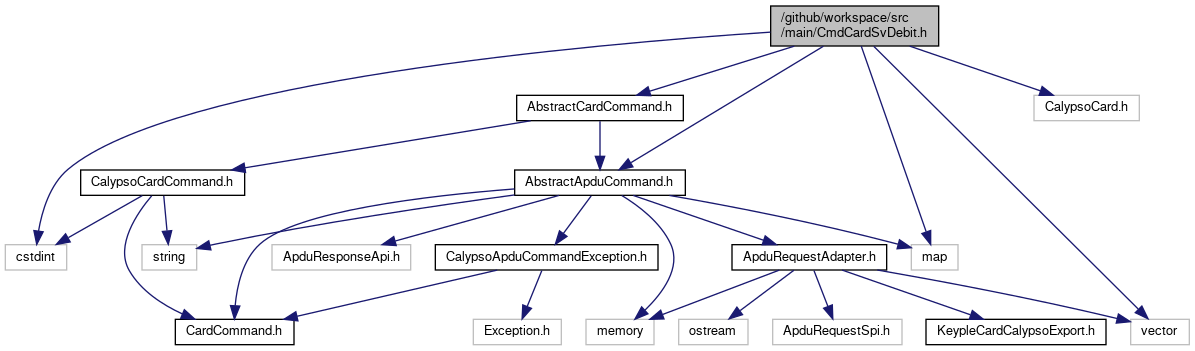 /github/workspace/src
/main/CmdCardSvDebit.h
AbstractCardCommand.h
CalypsoCard.h
CalypsoCardCommand.h
AbstractApduCommand.h
cstdint
string
ApduResponseApi.h
CalypsoApduCommandException.h
ApduRequestAdapter.h
map
CardCommand.h
Exception.h
memory
ostream
ApduRequestSpi.h
KeypleCardCalypsoExport.h
vector